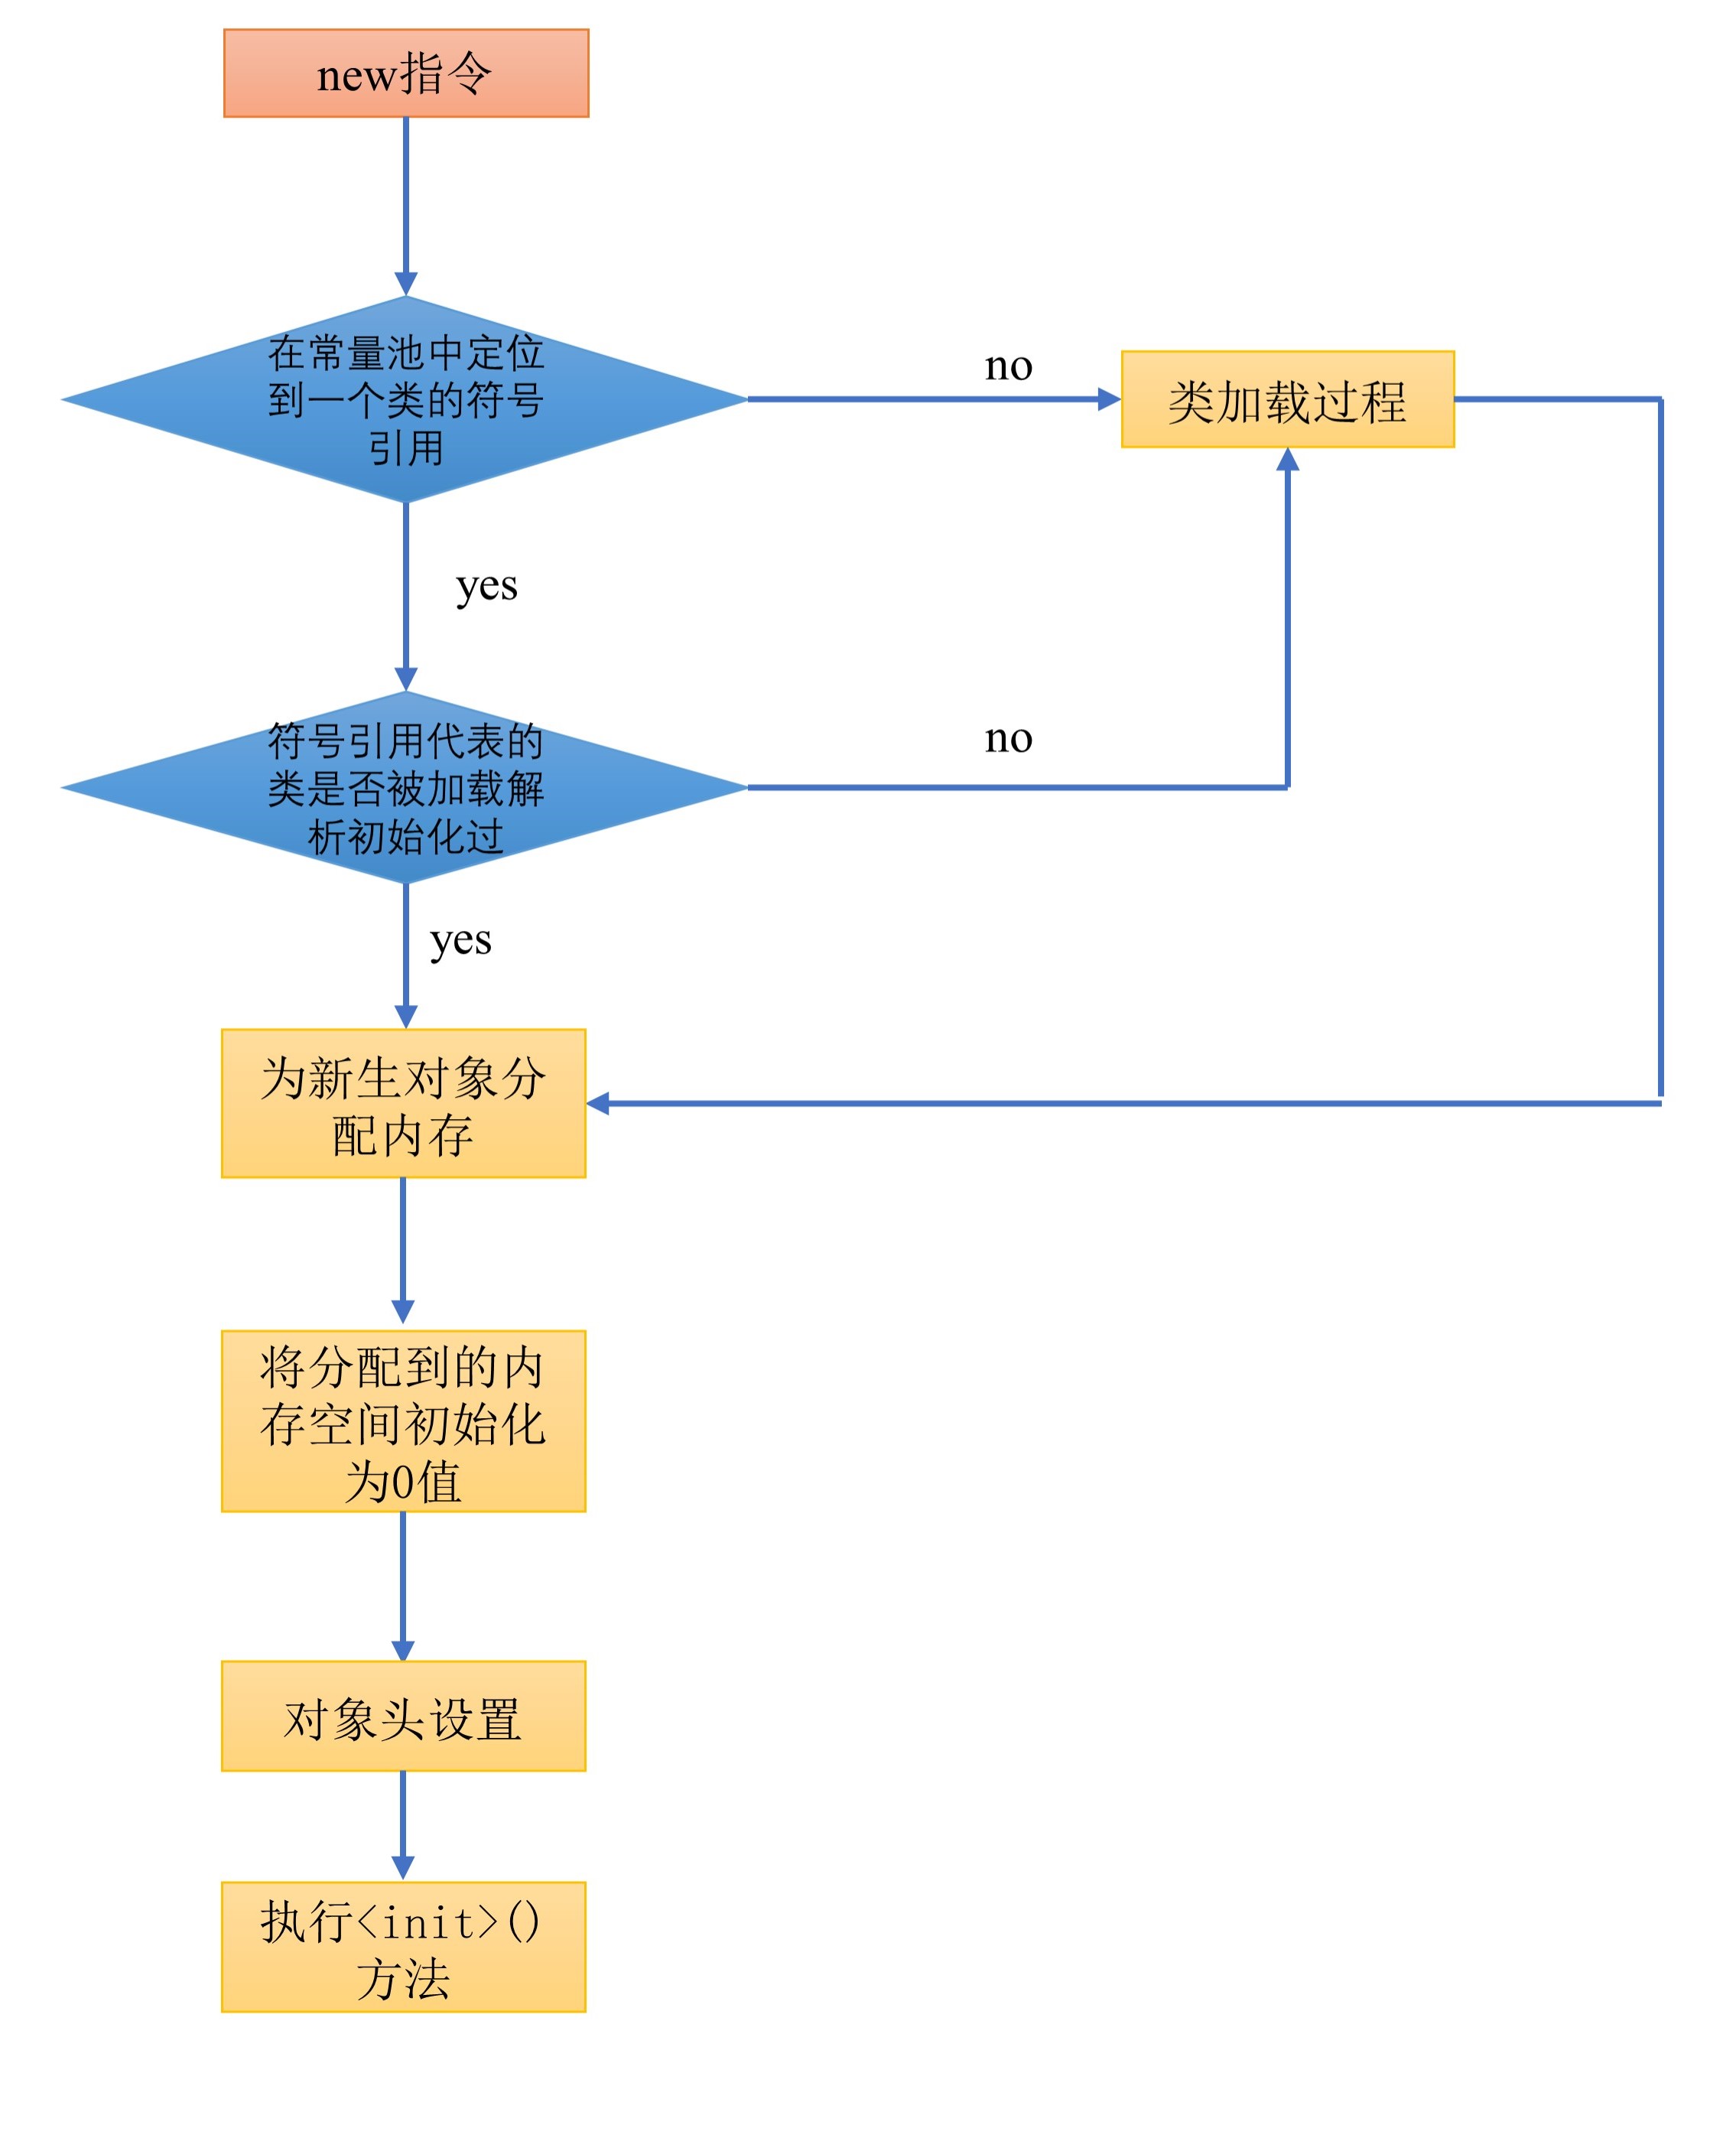 new指令
在常量池中定位
到一个类的符号
引用
no
类加载过程
yes
符号引用代表的
类是否被加载解
析初始化过
no
yes
为新生对象分
配内存
将分配到的内
存空间初始化
为0值
对象头设置
执行<init>()
方法